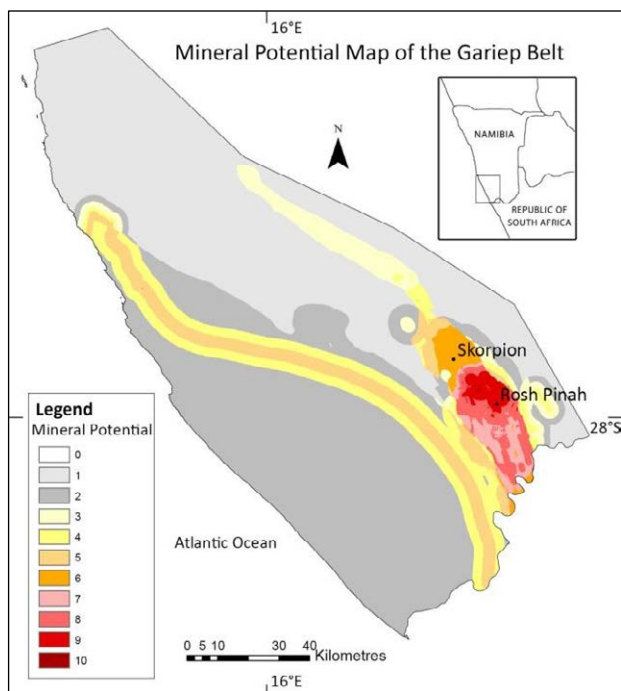 16°E
Mineral Potential Map of the Gariep Belt
N
NAMIBIA
REPUBLIC OF
SOUTH AFRICA
Skorpion
Rosh Pinah
28°S
Legend
Mineral Potential
0
1
2
3
4
5
6
7
8
9
10
Atlantic Ocean
0 5 10 20 30 40
Kilometres
16°E